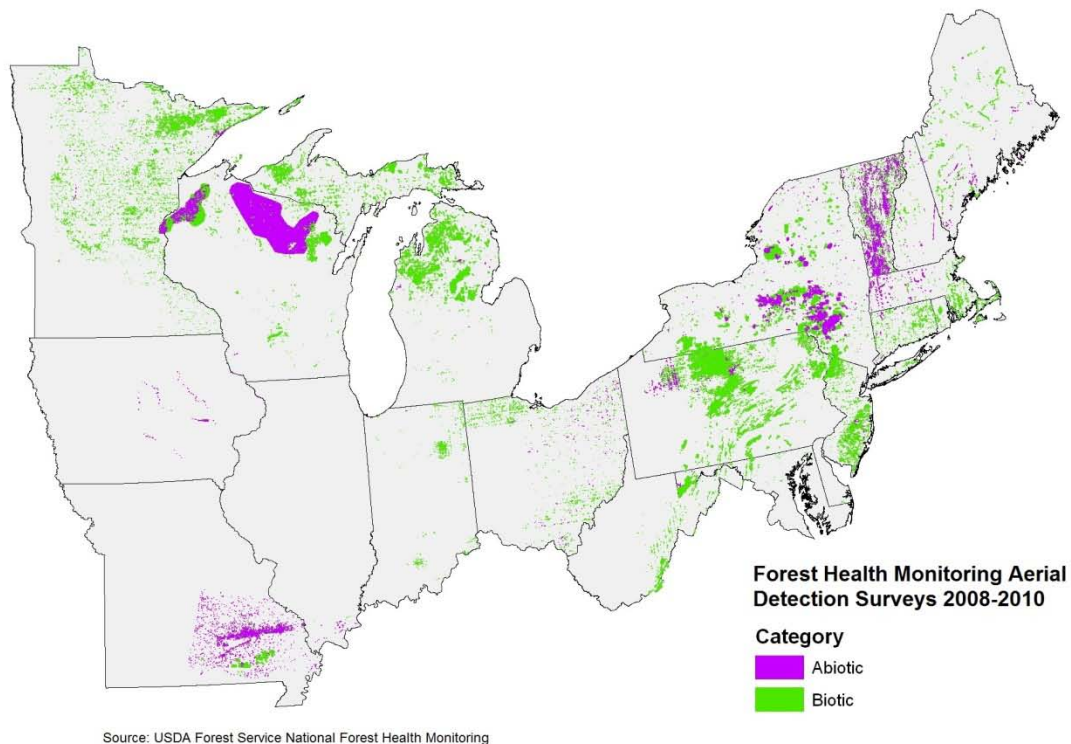 Forest Health Monitoring Aerial
Detection Surveys 2008-2010
Category
Abiotic
Biotic
Source: USDA Forest Service National Forest Health Monitoring